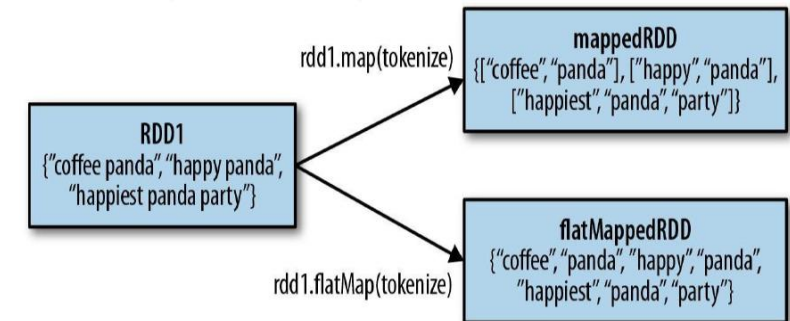 rdd1.map(tokenize)
mappedRDD
{["coffee","panda"], ["happy","panda"],
["happiest","panda","party"]}
RDD1
{"coffee panda", "happy panda",
"happiest panda party"}
rdd1.flatMap(tokenize)
flatMappedRDD
{"coffee", "panda", "happy", "panda",
"happiest", "panda", "party"}